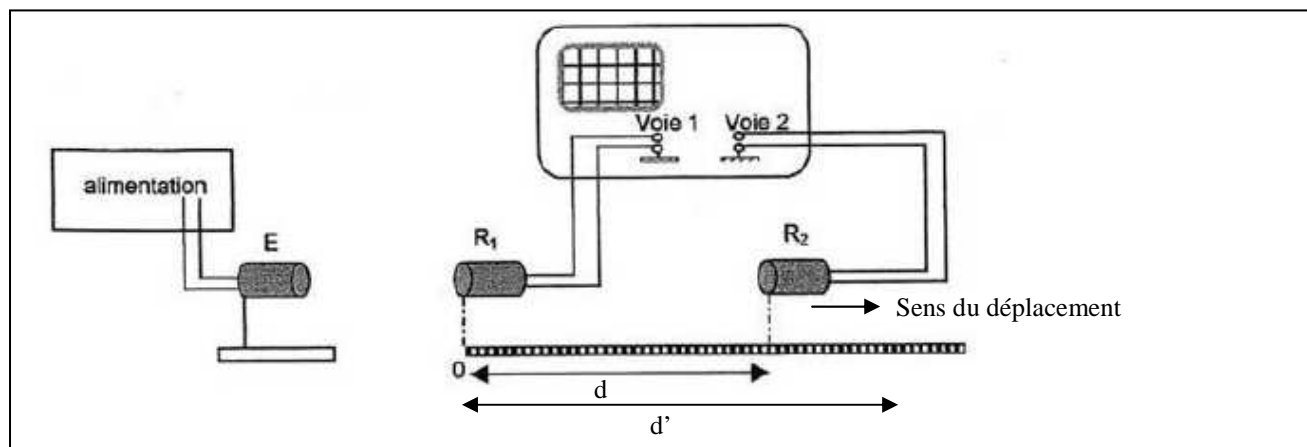 Voie 1 Voie 2
alimentation
E
R₁
R₂
Sens du déplacement
0
d
d’